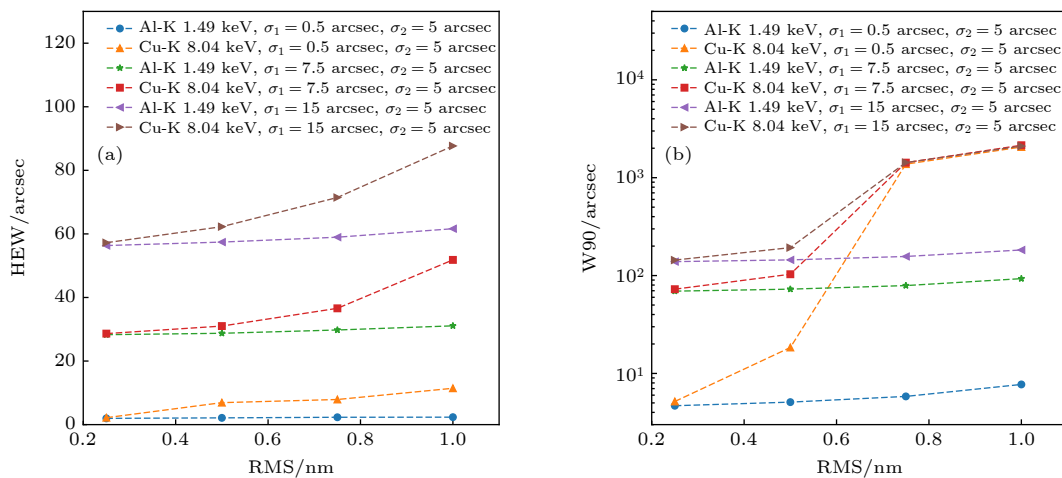 Al-K 1.49 keV, σ₁ = 0.5 arcsec, σ₂ = 5 arcsec
Cu-K 8.04 keV, σ₁ = 0.5 arcsec, σ₂ = 5 arcsec
Al-K 1.49 keV, σ₁ = 7.5 arcsec, σ₂ = 5 arcsec
Cu-K 8.04 keV, σ₁ = 7.5 arcsec, σ₂ = 5 arcsec
Al-K 1.49 keV, σ₁ = 15 arcsec, σ₂ = 5 arcsec
Cu-K 8.04 keV, σ₁ = 15 arcsec, σ₂ = 5 arcsec
(a)
HEW/arcsec
120
100
80
60
40
20
0
0.2 0.4 0.6 0.8 1.0
RMS/nm
Al-K 1.49 keV, σ₁ = 0.5 arcsec, σ₂ = 5 arcsec
Cu-K 8.04 keV, σ₁ = 0.5 arcsec, σ₂ = 5 arcsec
Al-K 1.49 keV, σ₁ = 7.5 arcsec, σ₂ = 5 arcsec
Cu-K 8.04 keV, σ₁ = 7.5 arcsec, σ₂ = 5 arcsec
Al-K 1.49 keV, σ₁ = 15 arcsec, σ₂ = 5 arcsec
Cu-K 8.04 keV, σ₁ = 15 arcsec, σ₂ = 5 arcsec
(b)
W90/arcsec
10⁴
10³
10²
10¹
0.2 0.4 0.6 0.8 1.0
RMS/nm